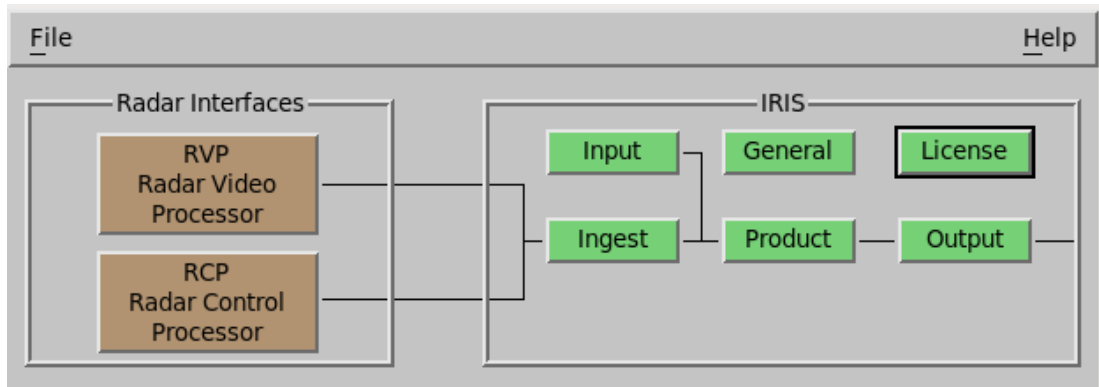 File
Help
Radar Interfaces
RVP
Radar Video
Processor
RCP
Radar Control
Processor
IRIS
Input
General
License
Ingest
Product
Output